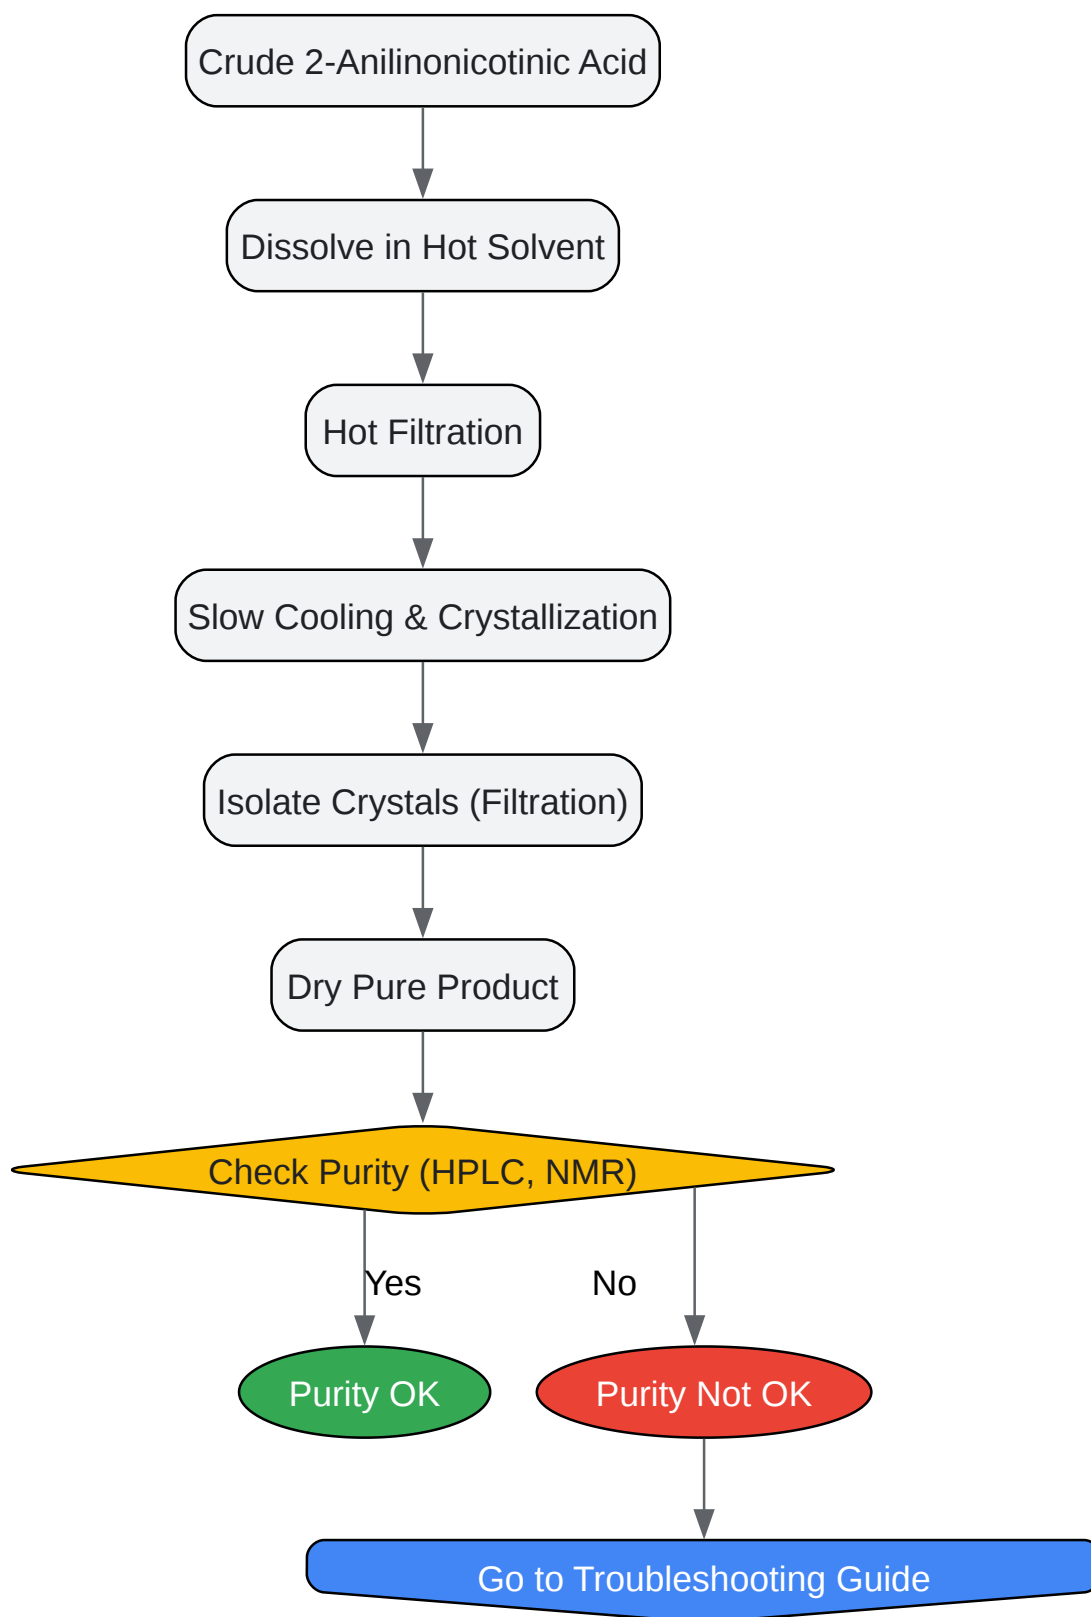 Crude 2-Anilinonicotinic Acid
Dissolve in Hot Solvent
Hot Filtration
Slow Cooling & Crystallization
Isolate Crystals (Filtration)
Dry Pure Product
Check Purity (HPLC, NMR)
Yes
No
Purity OK
Purity Not OK
Go to Troubleshooting Guide